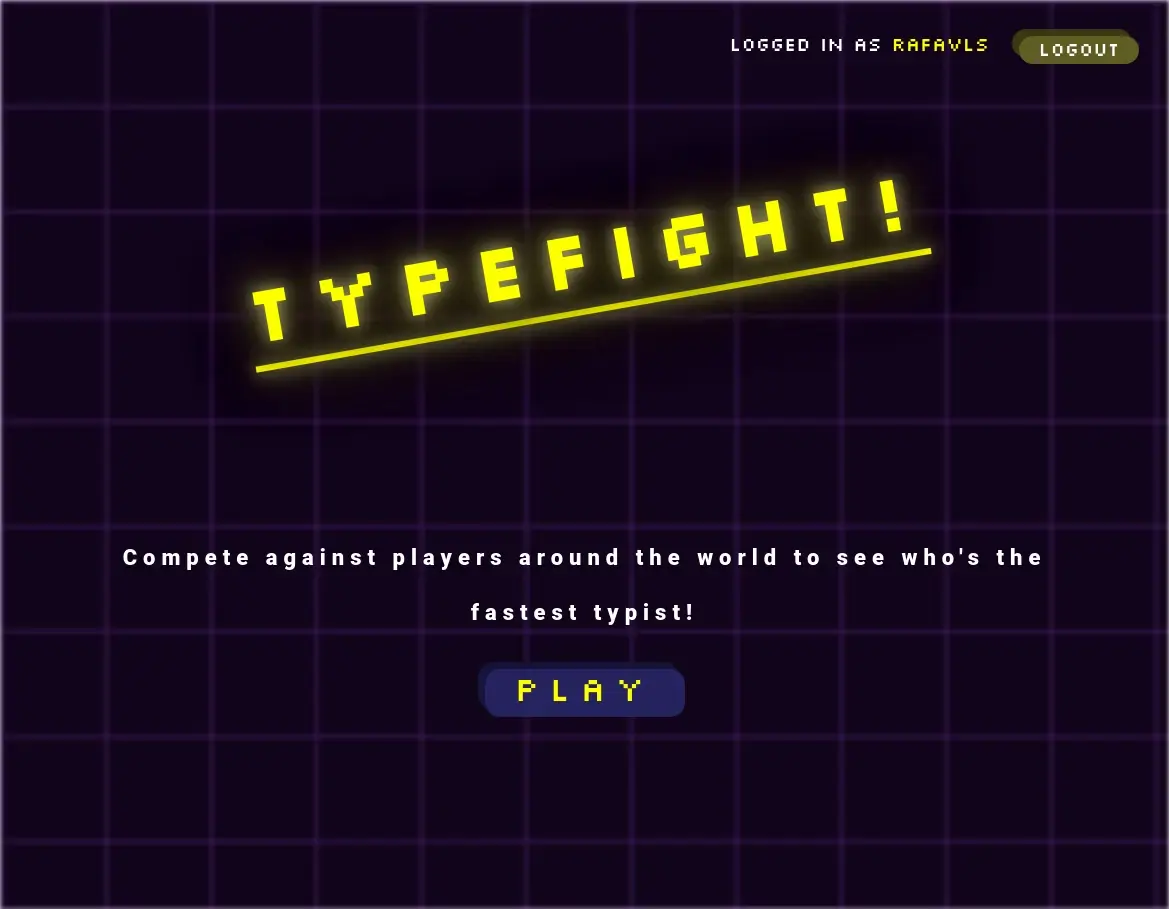 LOGGED IN AS RAFAVLS
LOGOUT
TYPEFIGHT!
Compete against players around the world to see who's the
fastest typist!
PLAY